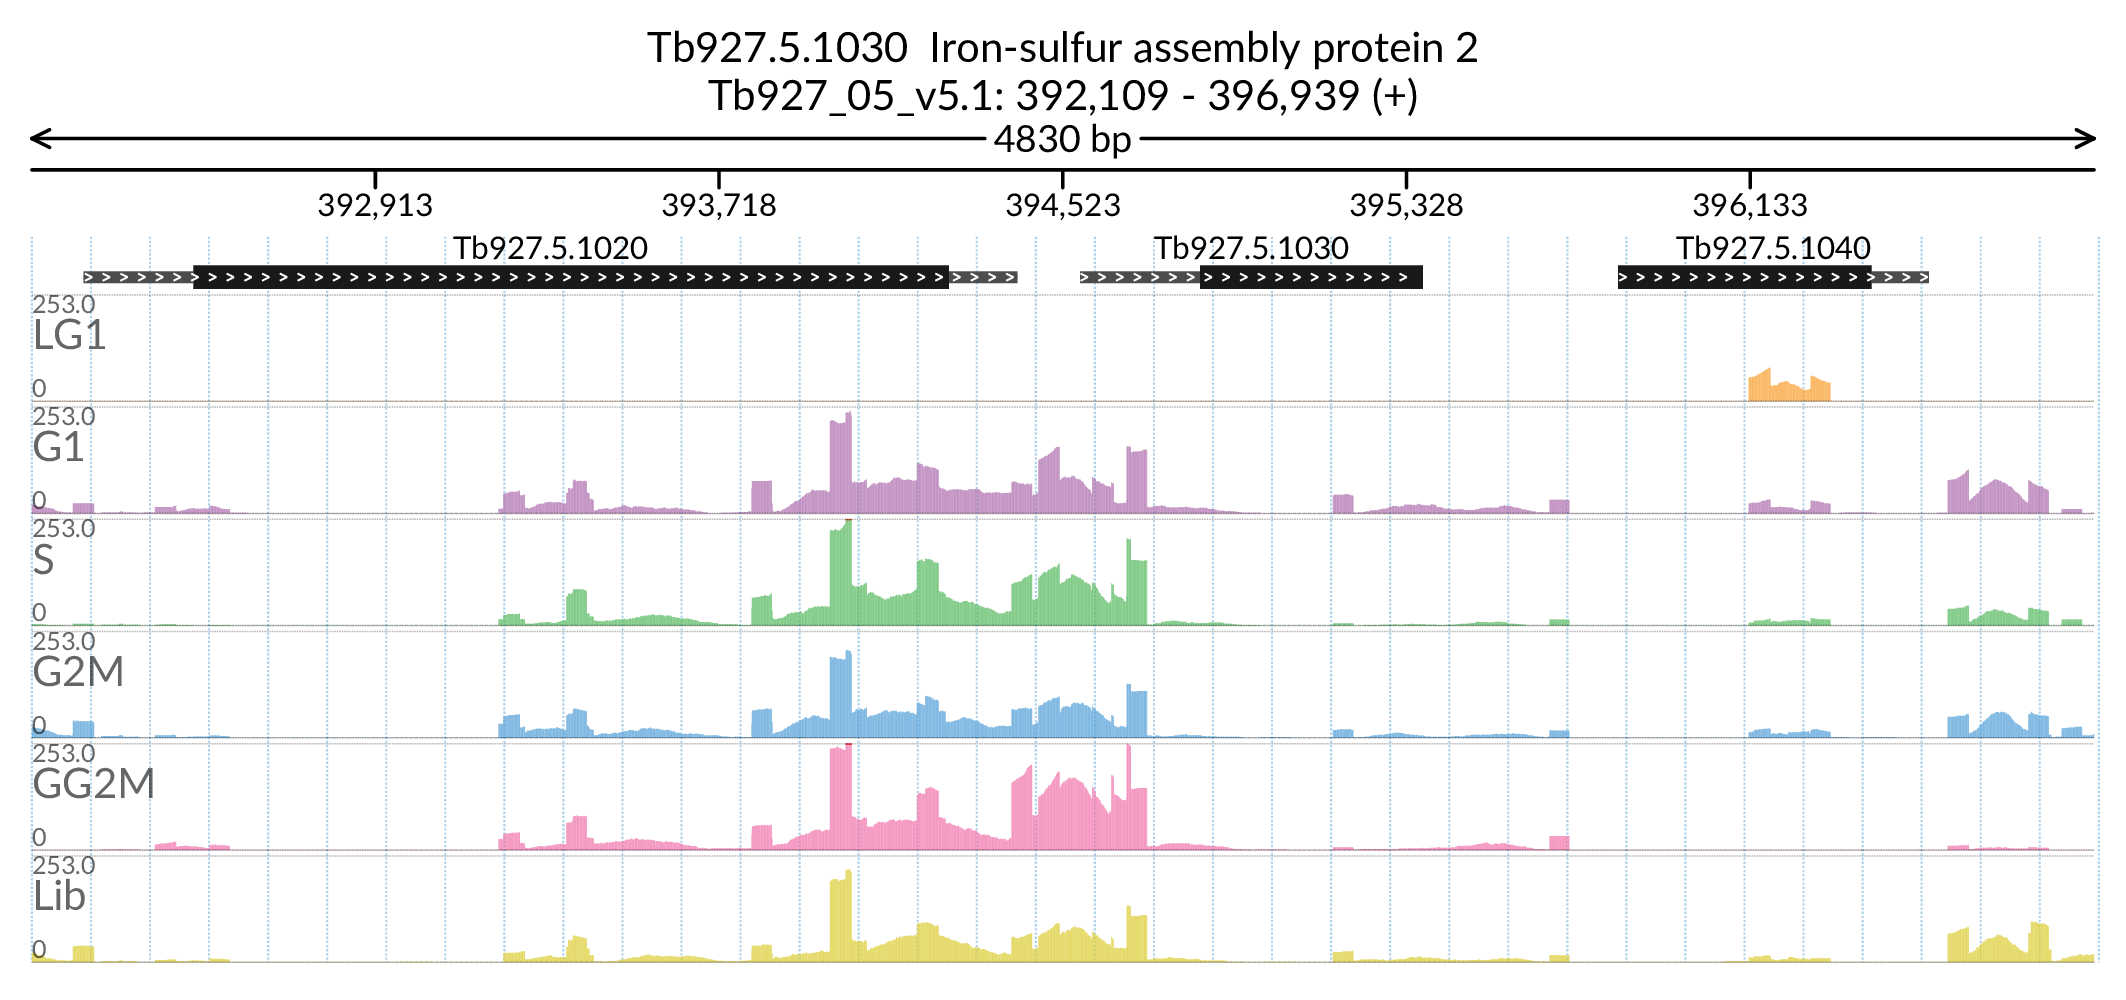 Tb927.5.1030  Iron-sulfur assembly protein 2
Tb927_05_v5.1: 392,109 - 396,939 (+)
4830 bp
392,913 393,718 394,523 395,328 396,133
Tb927.5.1020 Tb927.5.1030 Tb927.5.1040
253.0
LG1
0
253.0
G1
0
253.0
S
0
253.0
G2M
0
253.0
GG2M
0
253.0
Lib
0